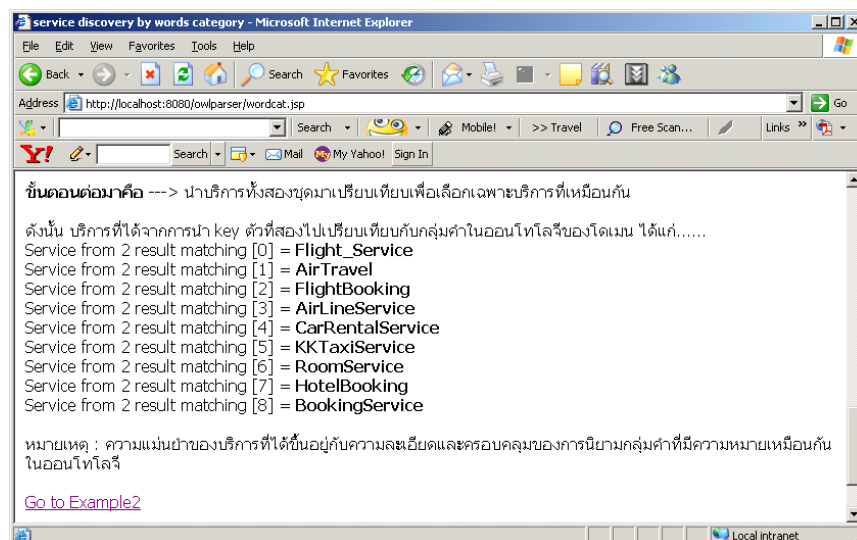 service discovery by words category - Microsoft Internet Explorer
File Edit View Favorites Tools Help
Back Search Favorites
Address http://localhost:8080/owlparser/wordcat.jsp Go
Search Mobile! >> Travel Free Scan... Links »
Y! Search Mail My Yahoo! Sign In
ขั้นตอนต่อมาคือ ---> นำบริการทั้งสองชุดมาเปรียบเทียบเพื่อเลือกเฉพาะบริการที่เหมือนกัน
ดังนั้น บริการที่ได้จากการนำ key ตัวที่สองไปเปรียบเทียบกับกลุ่มคำในออนโทโลจีของโดเมน ได้แก่......
Service from 2 result matching [0] = Flight_Service
Service from 2 result matching [1] = AirTravel
Service from 2 result matching [2] = FlightBooking
Service from 2 result matching [3] = AirLineService
Service from 2 result matching [4] = CarRentalService
Service from 2 result matching [5] = KKTaxiService
Service from 2 result matching [6] = RoomService
Service from 2 result matching [7] = HotelBooking
Service from 2 result matching [8] = BookingService
หมายเหตุ : ความแม่นยำของบริการที่ได้ขึ้นอยู่กับความละเอียดและครอบคลุมของการนิยามกลุ่มคำที่มีความหมายเหมือนกัน
ในออนโทโลจี
Go to Example2
Local intranet